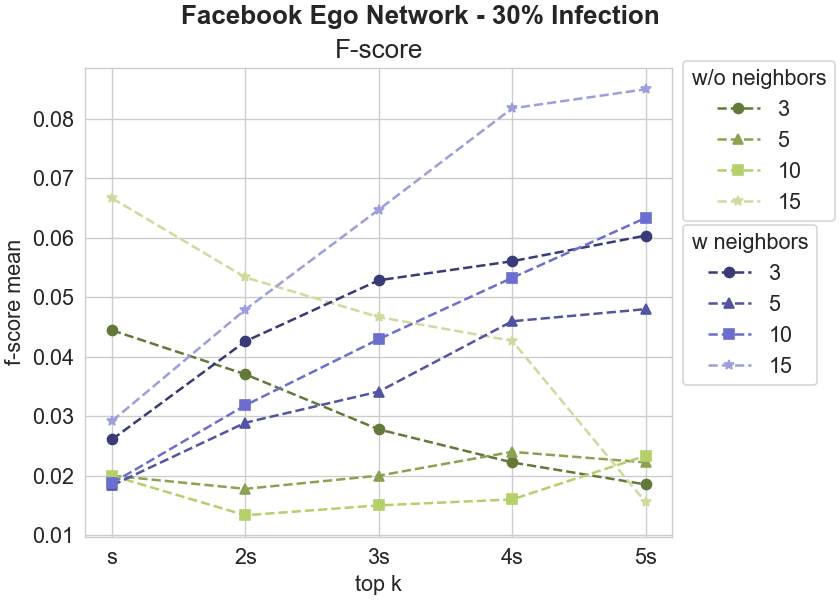 Facebook Ego Network - 30% Infection
F-score
w/o neighbors
3
5
10
15
w neighbors
3
5
10
15
f-score mean
0.08
0.07
0.06
0.05
0.04
0.03
0.02
0.01
s 2s 3s 4s 5s
top k